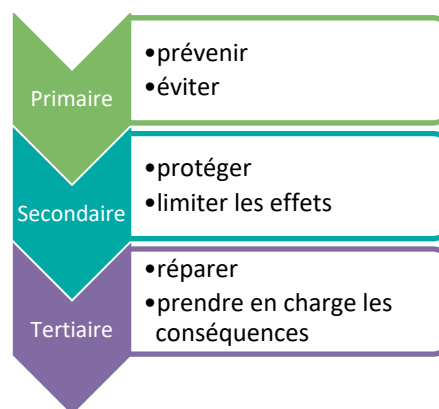 Primaire
•prévenir
•éviter
Secondaire
•protéger
•limiter les effets
Tertiaire
•réparer
•prendre en charge les
conséquences